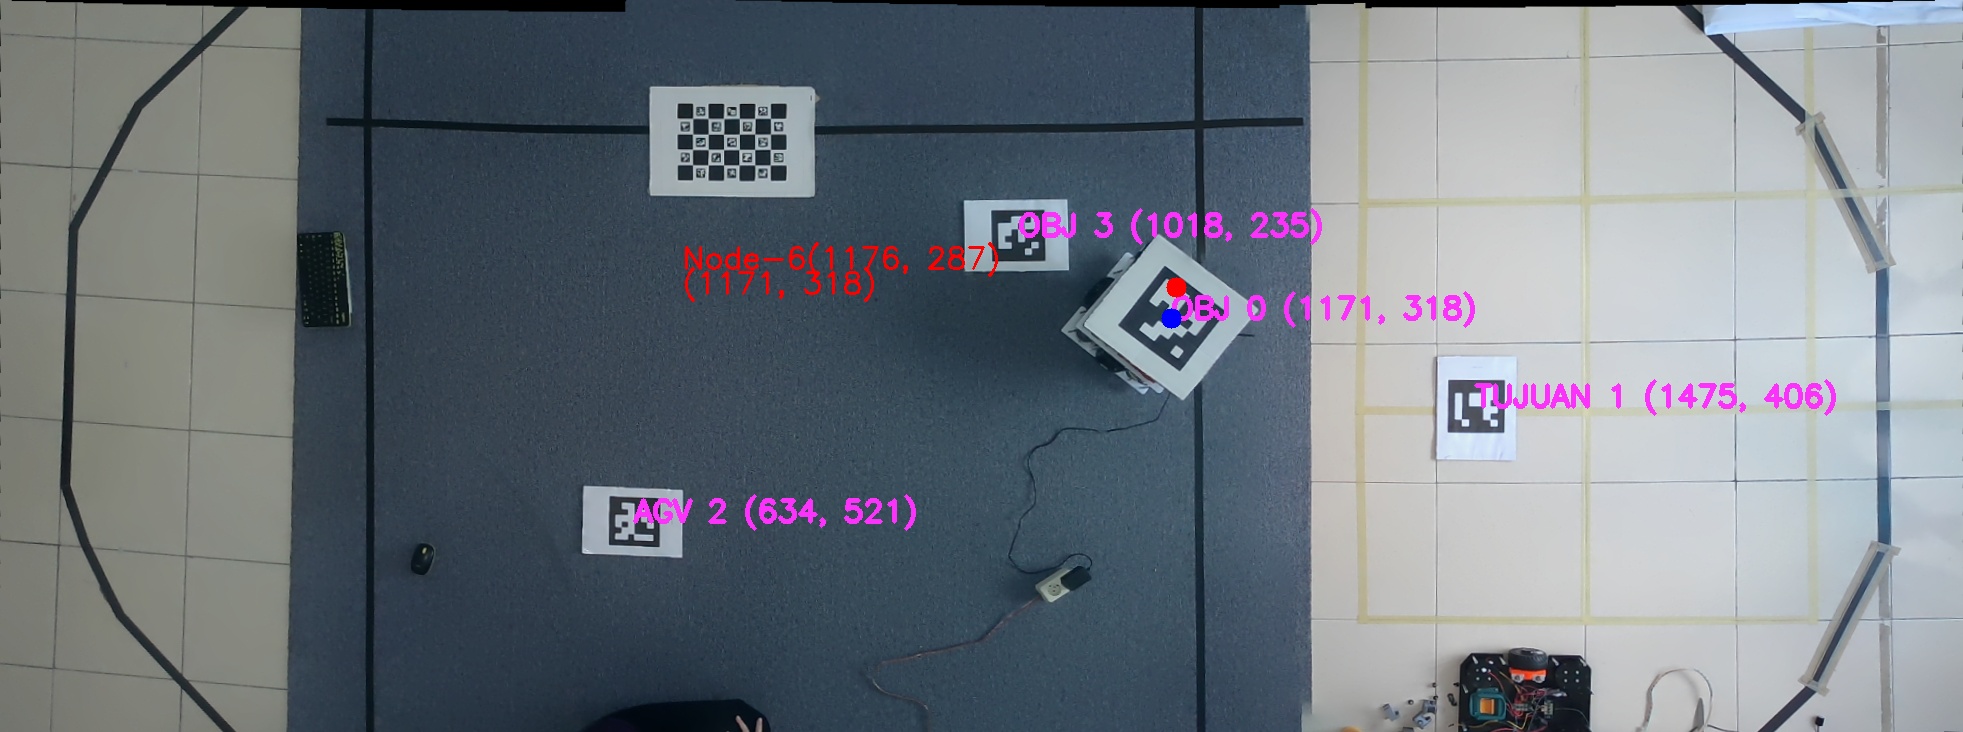 OBJ 3 (1018, 235)
Node-6(1176, 287)
(1171, 318)
OBJ 0 (1171, 318)
TUJUAN 1 (1475, 406)
AGV 2 (634, 521)